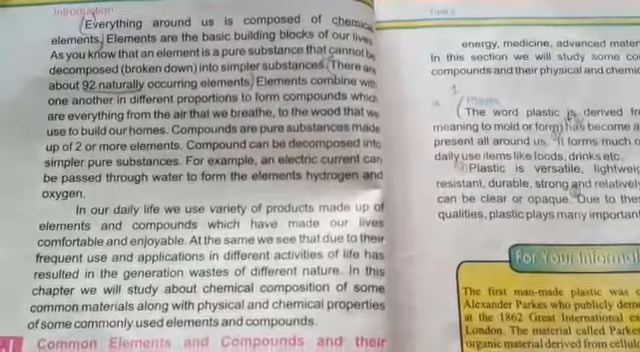 Introduction
Everything around us is composed of chemical
elements. Elements are the basic building blocks of our lives
As you know that an element is a pure substance that cannot be
decomposed (broken down) into simpler substances. There are
about 92 naturally occurring elements. Elements combine with
one another in different proportions to form compounds which
are everything from the air that we breathe, to the wood that we
use to build our homes. Compounds are pure substances made
up of 2 or more elements. Compound can be decomposed into
simpler pure substances. For example, an electric current can
be passed through water to form the elements hydrogen and
oxygen.
In our daily life we use variety of products made up of
elements and compounds which have made our lives
comfortable and enjoyable. At the same we see that due to their
frequent use and applications in different activities of life has
resulted in the generation wastes of different nature. In this
chapter we will study about chemical composition of some
common materials along with physical and chemical properties
of some commonly used elements and compounds.
Common Elements and Compounds and their
energy, medicine, advanced mater
In this section we will study some co
compounds and their physical and chemi
Plastic
The word plastic is derived fr
meaning to mold or form) has become a
present all around us. It forms much o
daily use items like foods, drinks etc.
Plastic is versatile, lightweig
resistant, durable, strong and relativel
can be clear or opaque. Due to the
qualities, plastic plays many importan
For Your Informat
The first man-made plastic was c
Alexander Parkes who publicly dem
at the 1862 Great International ex
London. The material called Parke
organic material derived from cellulo